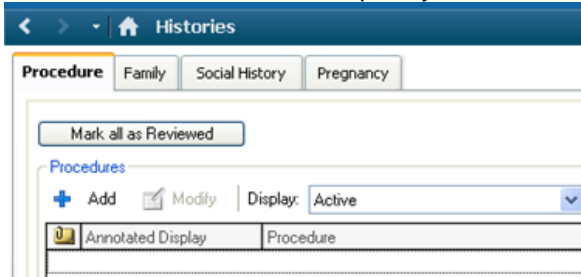 Histories
Procedure Family Social History Pregnancy
Mark all as Reviewed
Procedures
Add Modify Display: Active
Annotated Display Procedure